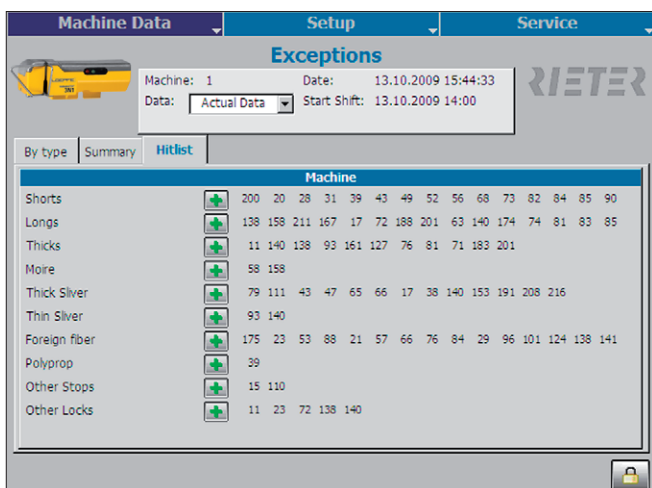 Machine Data Setup Service
Exceptions
Machine: 1 Date: 13.10.2009 15:44:33
Data: Actual Data Start Shift: 13.10.2009 14:00
RIETER
By type Summary Hitlist
Machine
Shorts 200 20 28 31 39 43 49 52 56 68 73 82 84 85 90
Longs 138 158 211 167 17 72 188 201 63 140 174 74 81 83 85
Thicks 11 140 138 93 161 127 76 81 71 183 201
Moire 58 158
Thick Sliver 79 111 43 47 65 66 17 38 140 153 191 208 216
Thin Sliver 93 140
Foreign fiber 175 23 53 88 21 57 66 76 84 29 96 101 124 138 141
Polyprop 39
Other Stops 15 110
Other Locks 11 23 72 138 140